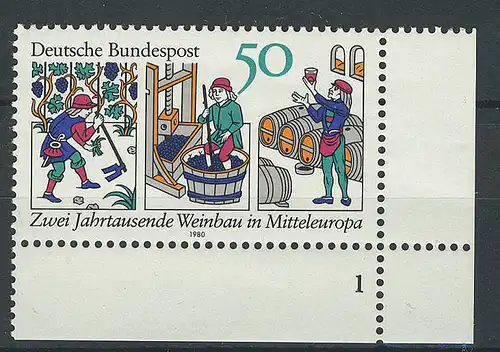 Deutsche Bundespost
50
Zwei Jahrtausende Weinbau in Mitteleuropa
1980
1